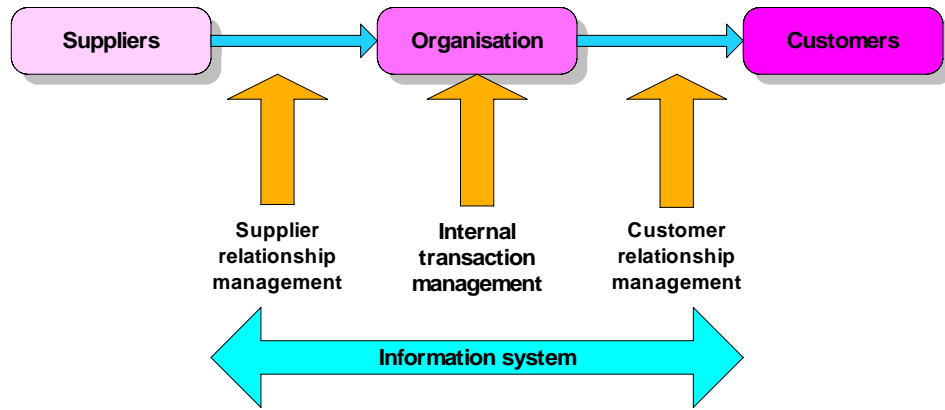 Suppliers
Organisation
Customers
Supplier
relationship
management
Internal
transaction
management
Customer
relationship
management
Information system